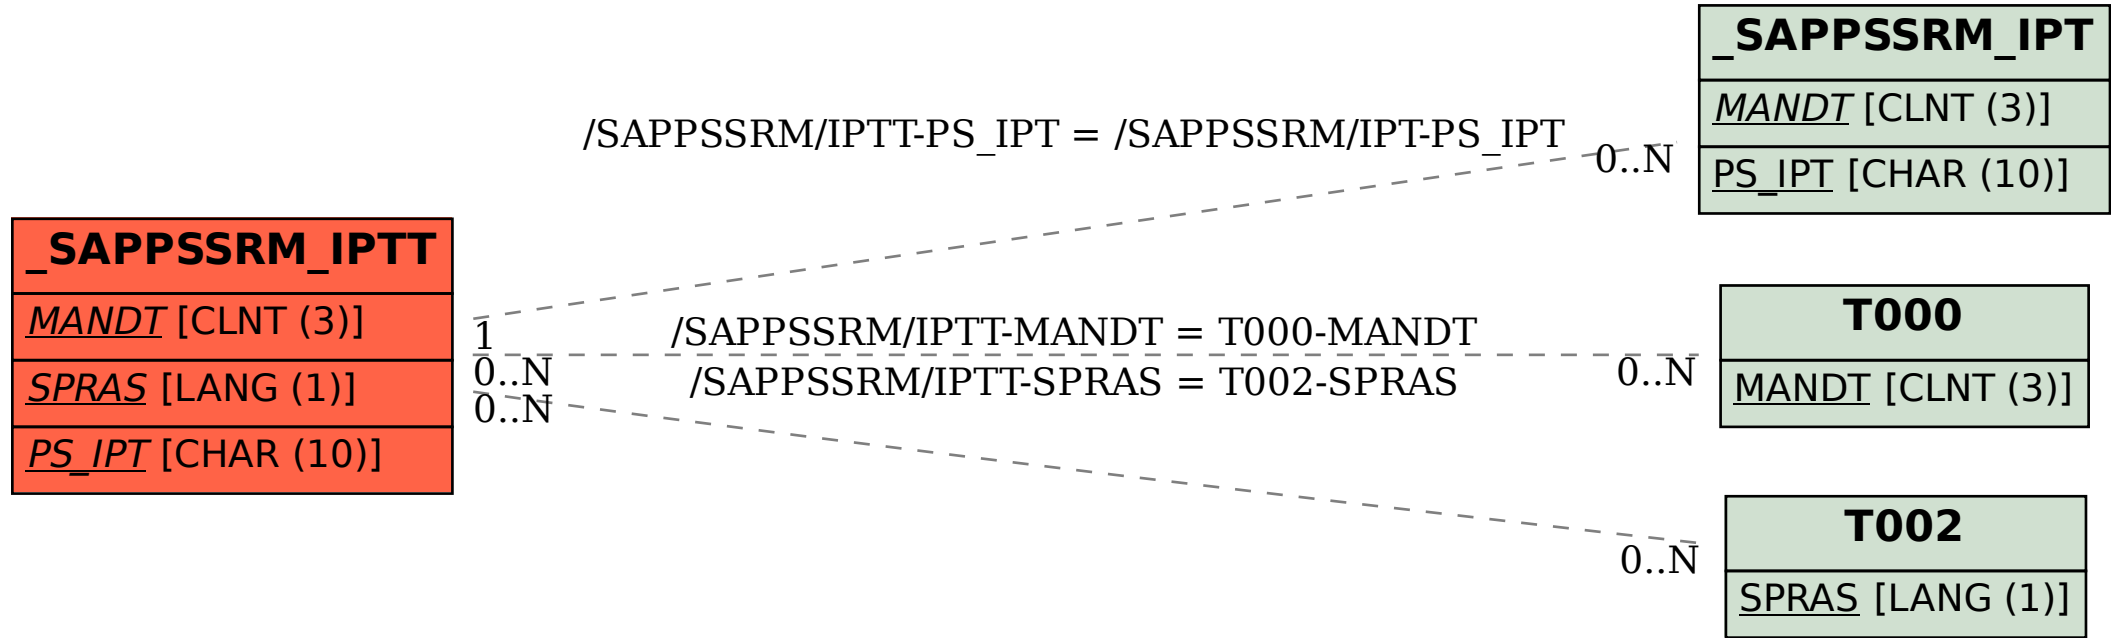 _SAPPSSRM_IPTT
MANDT [CLNT (3)]
SPRAS [LANG (1)]
PS_IPT [CHAR (10)]
/SAPPSSRM/IPTT-PS_IPT = /SAPPSSRM/IPT-PS_IPT
1
0..N
/SAPPSSRM/IPTT-MANDT = T000-MANDT
0..N
0..N
/SAPPSSRM/IPTT-SPRAS = T002-SPRAS
0..N
0..N
_SAPPSSRM_IPT
MANDT [CLNT (3)]
PS_IPT [CHAR (10)]
T000
MANDT [CLNT (3)]
T002
SPRAS [LANG (1)]